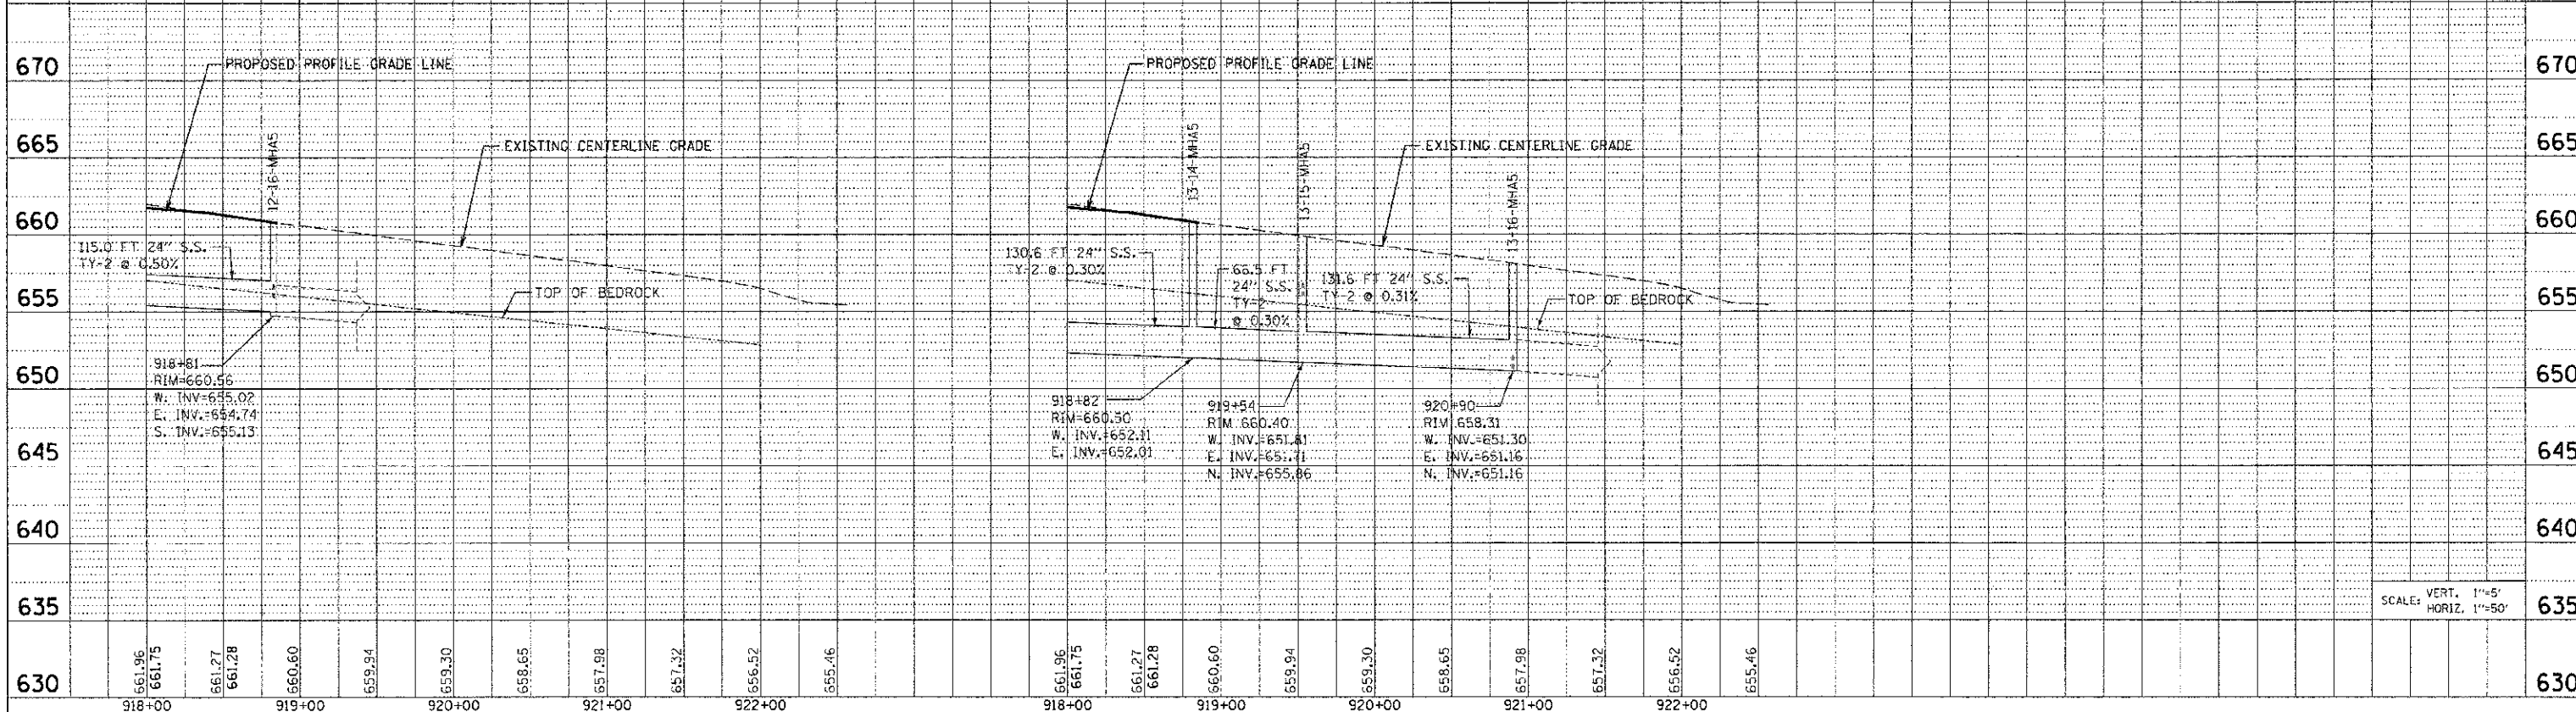 670
665
660
655
650
645
640
635
630
PROPOSED PROFILE GRADE LINE
12-16-MHA5
EXISTING CENTERLINE GRADE
115.0 FT 24" S.S.
TY-2 @ 0.50%
TOP OF BEDROCK
918+81
RIM=660.56
W. INV=655.02
E. INV.=654.74
S. INV.=655.13
661.96
661.75
661.27
661.28
660.60
659.94
659.30
658.65
657.98
657.32
656.52
655.46
918+00
919+00
920+00
921+00
922+00
PROPOSED PROFILE GRADE LINE
13-14-MHA5
13-15-MHA5
EXISTING CENTERLINE GRADE
13-16-MHA5
130.6 FT 24" S.S.
TY-2 @ 0.30%
66.5 FT
24" S.S.
TY-2
@ 0.30%
131.6 FT 24" S.S.
TY-2 @ 0.31%
TOP OF BEDROCK
918+82
RIM=660.50
W. INV.=652.11
E. INV.=652.01
919+54
RIM 660.40
W. INV.=651.81
E. INV.=651.71
N. INV.=655.86
920+90
RIM 658.31
W. INV.=651.30
E. INV.=651.16
N. INV.=651.16
661.96
661.75
661.27
661.28
660.60
659.94
659.30
658.65
657.98
657.32
656.52
655.46
918+00
919+00
920+00
921+00
922+00
670
665
660
655
650
645
640
635
630
SCALE: VERT. 1"=5'
HORIZ. 1"=50'